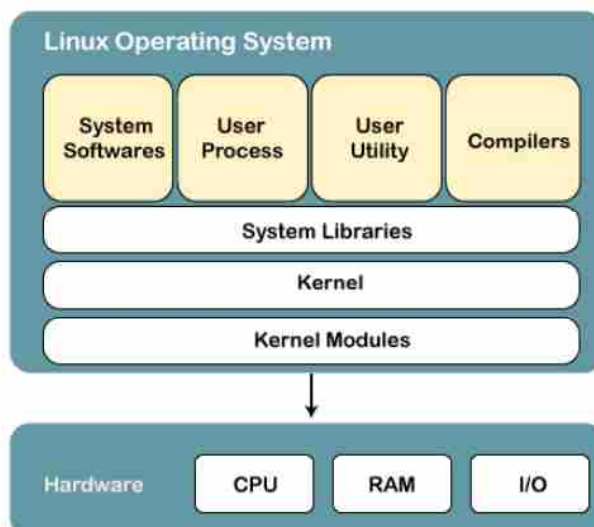 Linux Operating System
System
Softwares
User
Process
User
Utility
Compilers
System Libraries
Kernel
Kernel Modules
Hardware
CPU
RAM
I/O